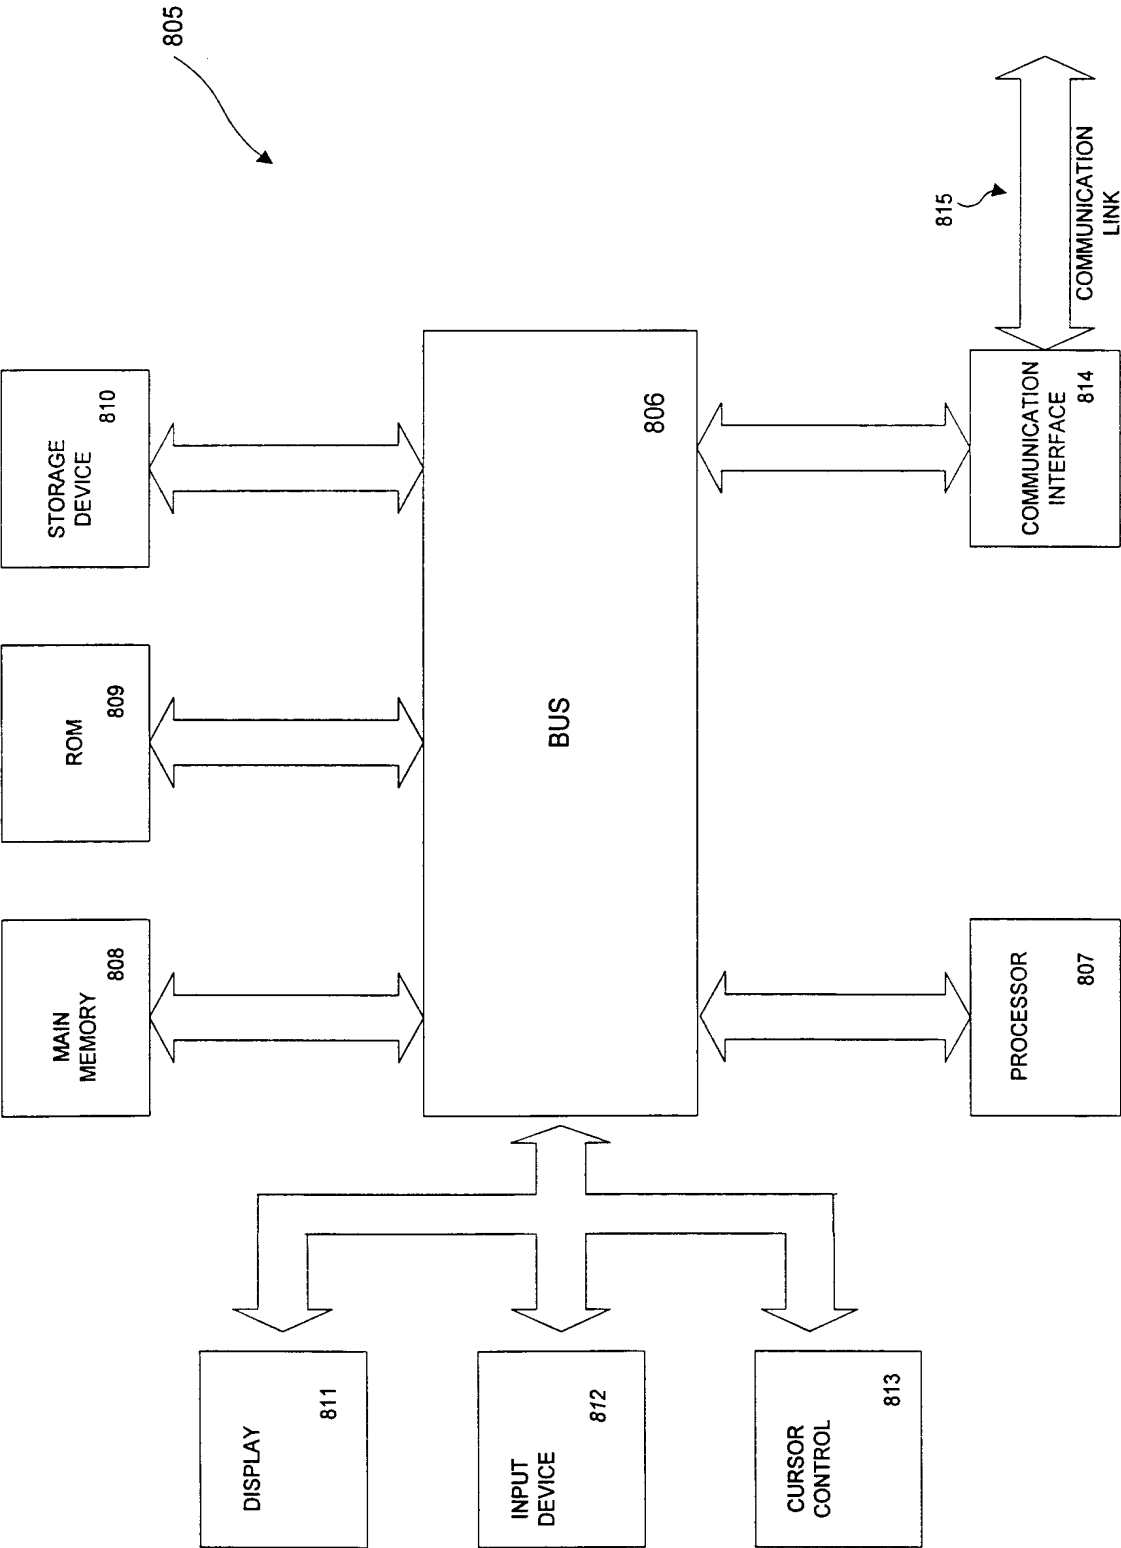 805
MAIN
MEMORY
808
ROM
809
STORAGE
DEVICE
810
DISPLAY
811
INPUT
DEVICE
812
CURSOR
CONTROL
813
BUS
806
PROCESSOR
807
COMMUNICATION
INTERFACE
814
815
COMMUNICATION
LINK